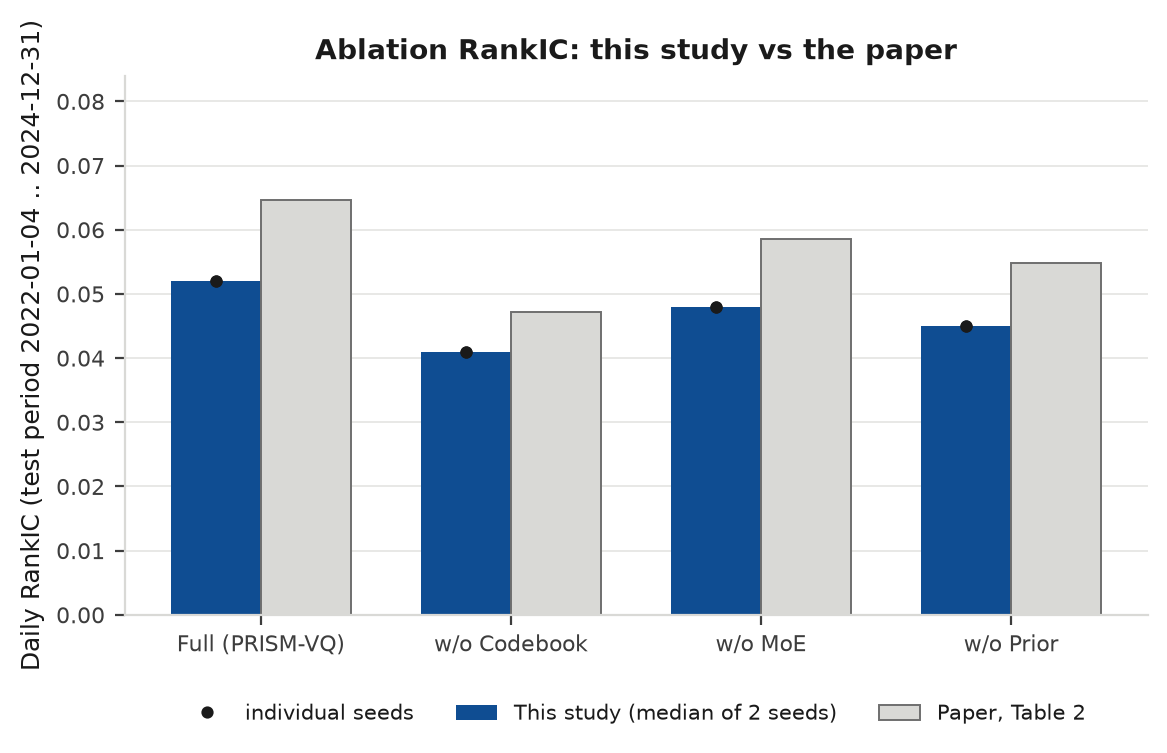 Ablation RankIC: this study vs the paper
Daily RankIC (test period 2022-01-04 .. 2024-12-31)
0.08
0.07
0.06
0.05
0.04
0.03
0.02
0.01
0.00
Full (PRISM-VQ)
w/o Codebook
w/o MoE
w/o Prior
individual seeds
This study (median of 2 seeds)
Paper, Table 2